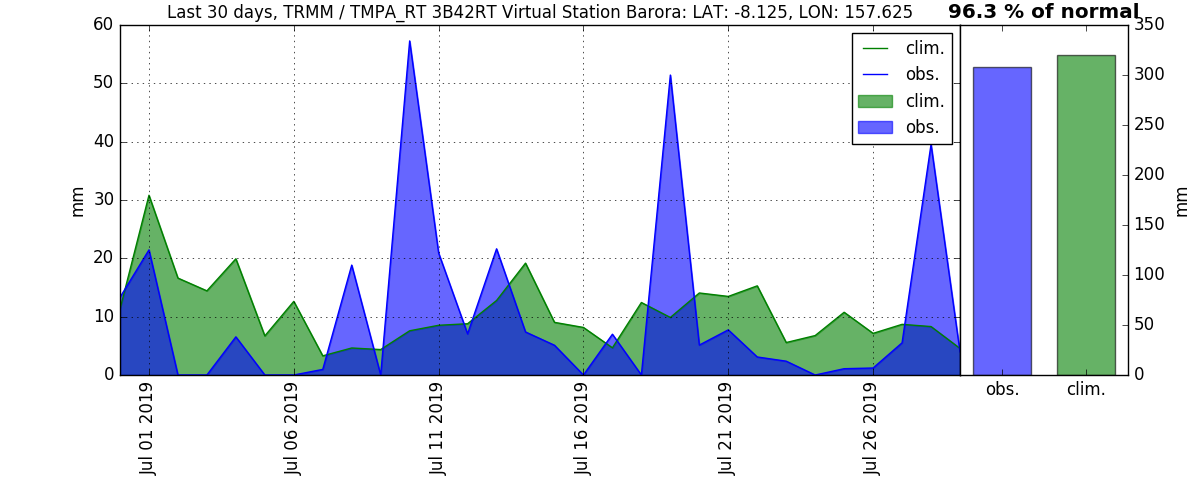 Last 30 days, TRMM / TMPA_RT 3B42RT Virtual Station Barora: LAT: -8.125, LON: 157.625
96.3 % of normal
60
50
40
30
20
10
0
mm
clim.
obs.
clim.
obs.
350
300
250
200
150
100
50
0
mm
Jul 01 2019
Jul 06 2019
Jul 11 2019
Jul 16 2019
Jul 21 2019
Jul 26 2019
obs.
clim.